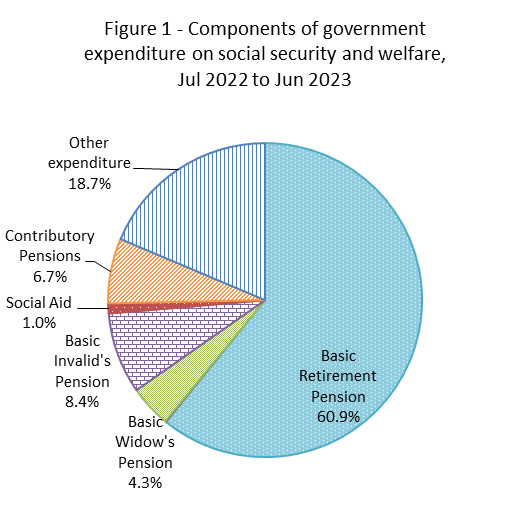 Figure 1 - Components of government
expenditure on social security and welfare,
Jul 2022 to Jun 2023
Other
expenditure
18.7%
Contributory
Pensions
6.7%
Social Aid
1.0%
Basic
Invalid's
Pension
8.4%
Basic
Widow's
Pension
4.3%
Basic
Retirement
Pension
60.9%